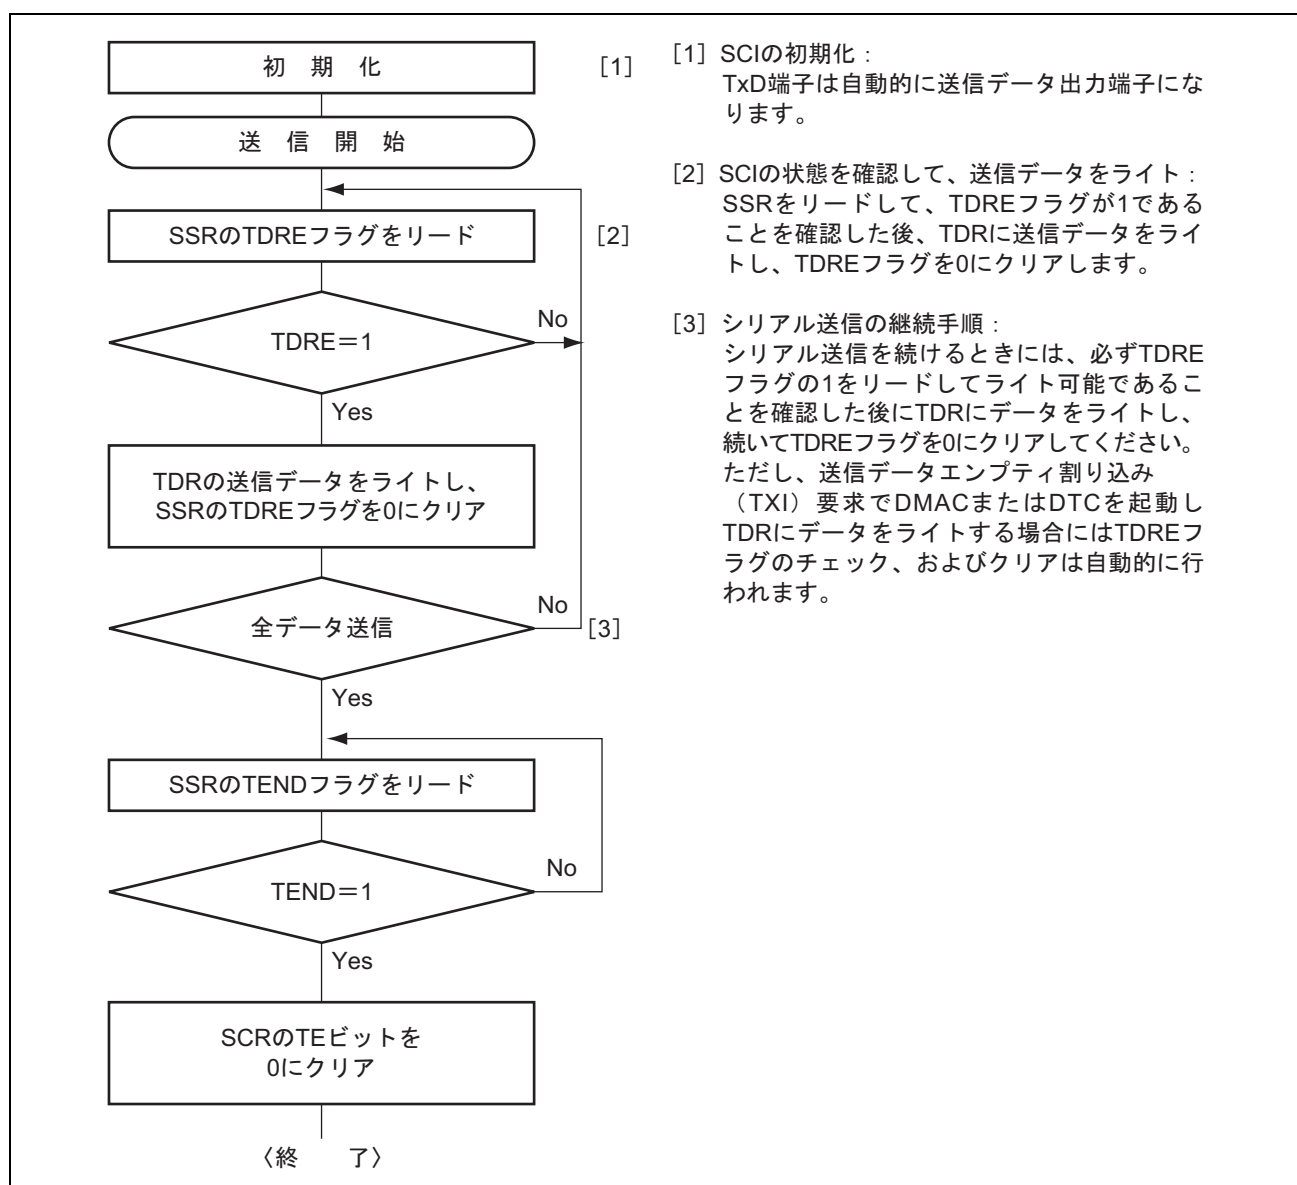 初 期 化
[1]
送 信 開 始
SSRのTDREフラグをリード
[2]
TDRE＝1
No
Yes
TDRの送信データをライトし、
SSRのTDREフラグを0にクリア
全データ送信
No
[3]
Yes
SSRのTENDフラグをリード
TEND＝1
No
Yes
SCRのTEビットを
0にクリア
〈終 了〉
[1] SCIの初期化：
TxD端子は自動的に送信データ出力端子にな
ります。
[2] SCIの状態を確認して、送信データをライト：
SSRをリードして、TDREフラグが1である
ことを確認した後、TDRに送信データをライ
トし、TDREフラグを0にクリアします。
[3] シリアル送信の継続手順：
シリアル送信を続けるときには、必ずTDRE
フラグの1をリードしてライト可能であるこ
とを確認した後にTDRにデータをライトし、
続いてTDREフラグを0にクリアしてください。
ただし、送信データエンプティ割り込み
（TXI）要求でDMACまたはDTCを起動し
TDRにデータをライトする場合にはTDREフ
ラグのチェック、およびクリアは自動的に行
われます。